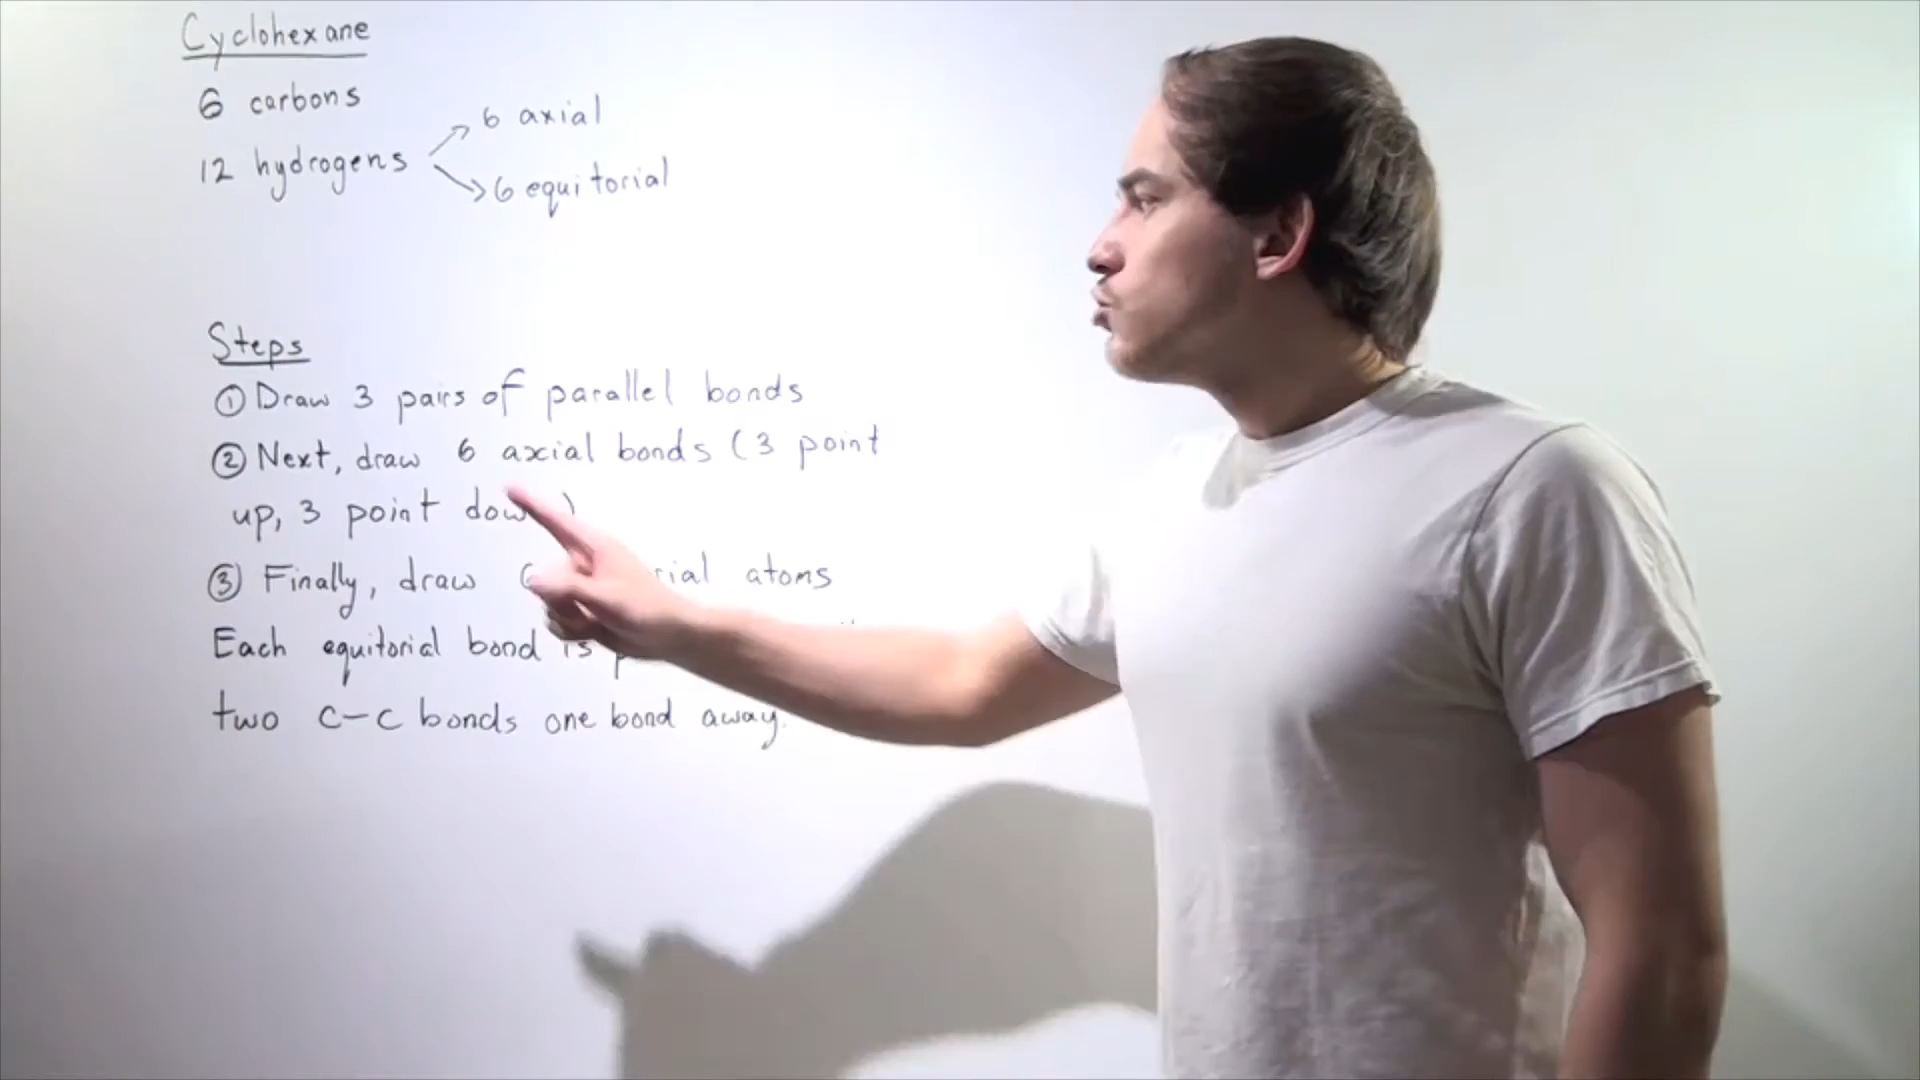 Cyclohexane
6 carbons
6 axial
12 hydrogens
6 equitorial
Steps
① Draw 3 pairs of parallel bonds
② Next, draw 6 axial bonds (3 point
up, 3 point down)
③ Finally, draw atoms
Each equitorial bond is
two C-C bonds one bond away.